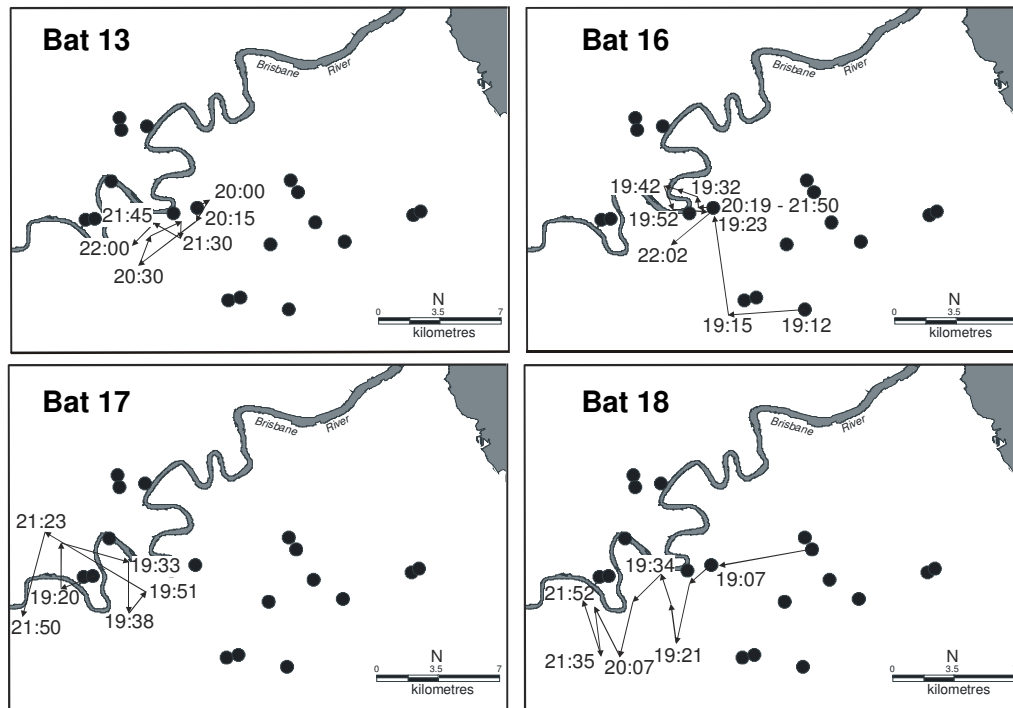 Bat 13
Brisbane River
20:00
21:45
20:15
22:00
21:30
20:30
N
0 3.5 7
kilometres
Bat 16
Brisbane River
19:42
19:32
20:19 - 21:50
19:52
19:23
22:02
19:15
19:12
N
0 3.5 7
kilometres
Bat 17
Brisbane River
21:23
19:33
19:20
19:51
21:50
19:38
N
0 3.5 7
kilometres
Bat 18
Brisbane River
19:34
19:07
21:52
19:21
21:35
20:07
N
0 3.5 7
kilometres